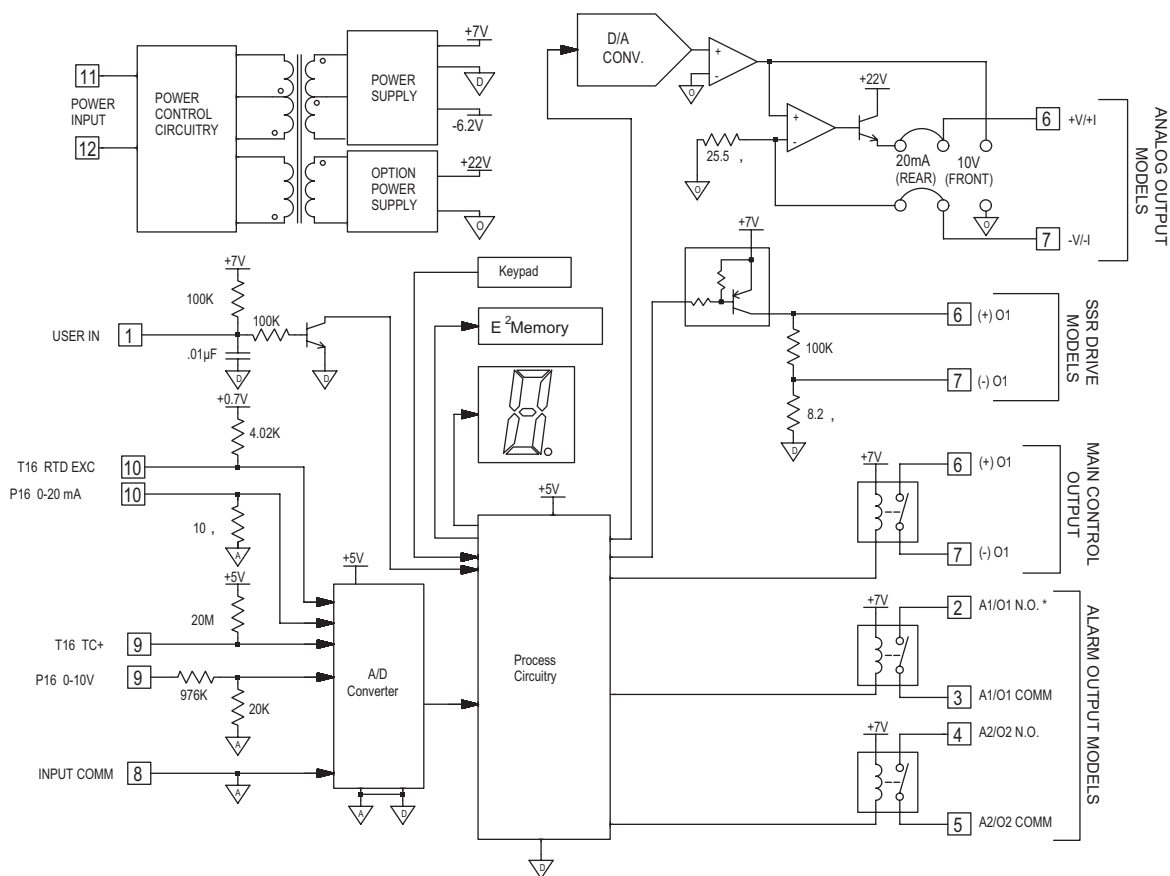 11
POWER
INPUT
12
POWER
CONTROL
CIRCUITRY
POWER
SUPPLY
+7V
D
-6.2V
OPTION
POWER
SUPPLY
+22V
O
D/A
CONV.
+
-
O
+22V
+
-
25.5 ,
O
20mA
(REAR)
10V
(FRONT)
O
6 +V/+I
7 -V/-I
ANALOG OUTPUT
MODELS
+7V
100K
USER IN 1
100K
.01µF
D
D
Keypad
E 2Memory
+7V
6 (+) O1
100K
7 (-) O1
8.2 ,
D
SSR DRIVE
MODELS
+0.7V
4.02K
T16 RTD EXC 10
P16 0-20 mA 10
10 ,
A
+5V
20M
T16 TC+ 9
P16 0-10V 9
976K
20K
A
INPUT COMM 8
A
+5V
A/D
Converter
A
D
+5V
Process
Circuitry
D
+7V
6 (+) O1
7 (-) O1
MAIN CONTROL
OUTPUT
+7V
2 A1/O1 N.O. *
3 A1/O1 COMM
+7V
4 A2/O2 N.O.
5 A2/O2 COMM
ALARM OUTPUT MODELS